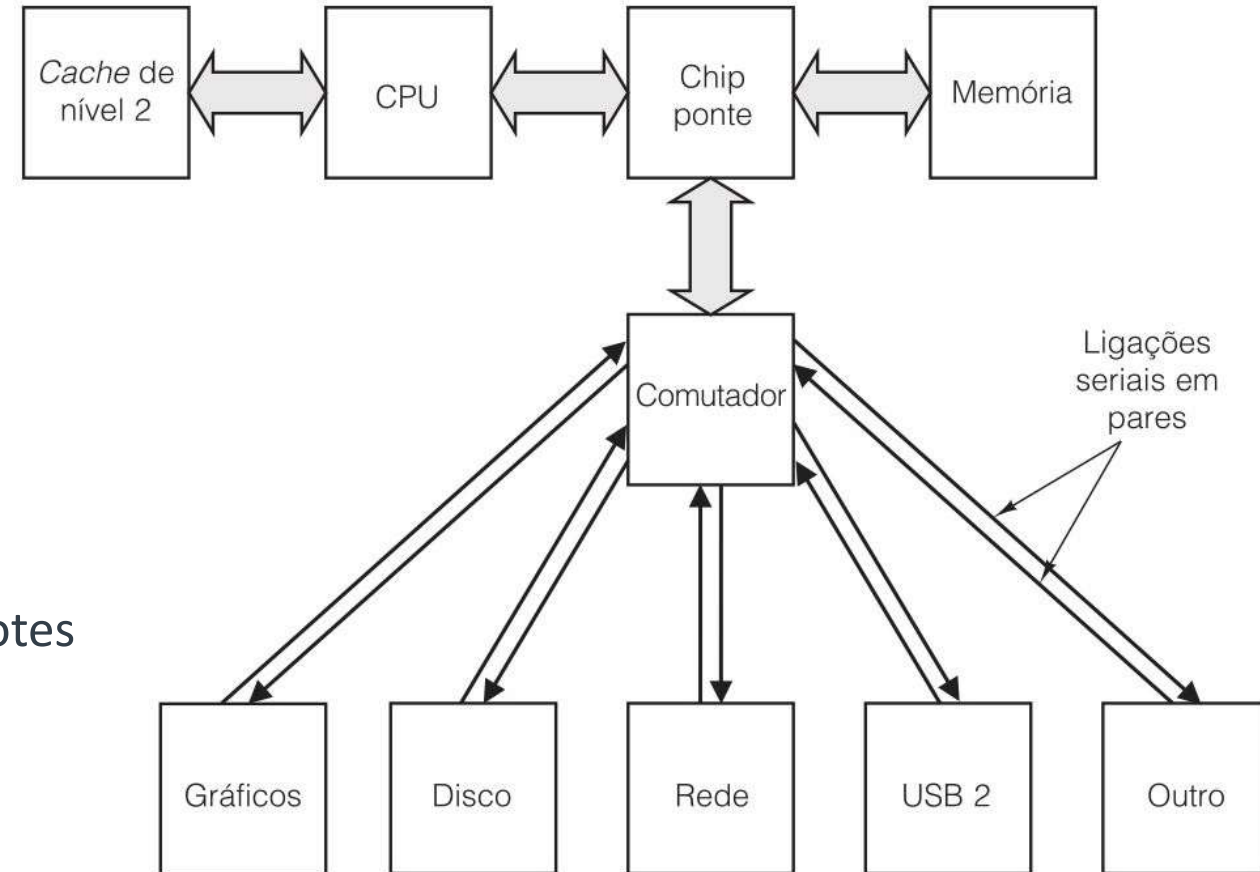 Cache de
nível 2
CPU
Chip
ponte
Memória
Comutador
Ligações
seriais em
pares
otes
Gráficos
Disco
Rede
USB 2
Outro